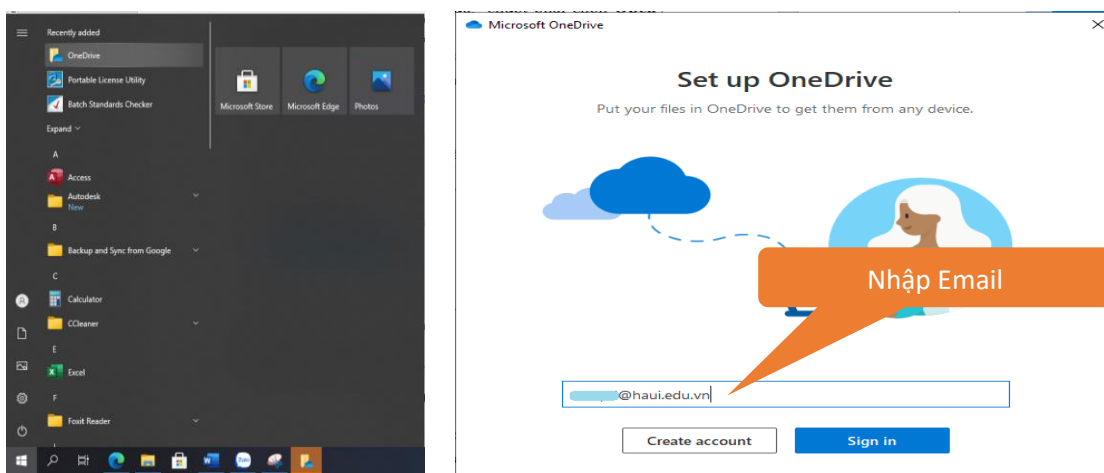 Recently added
OneDrive
Portable License Utility
Batch Standards Checker
Expand
A
Access
Autodesk
New
B
Backup and Sync from Google
C
Calculator
CCleaner
E
Excel
F
Foxit Reader
Microsoft Store
Microsoft Edge
Photos
Zalo
Microsoft OneDrive
Set up OneDrive
Put your files in OneDrive to get them from any device.
Nhập Email
@haui.edu.vn
Create account
Sign in